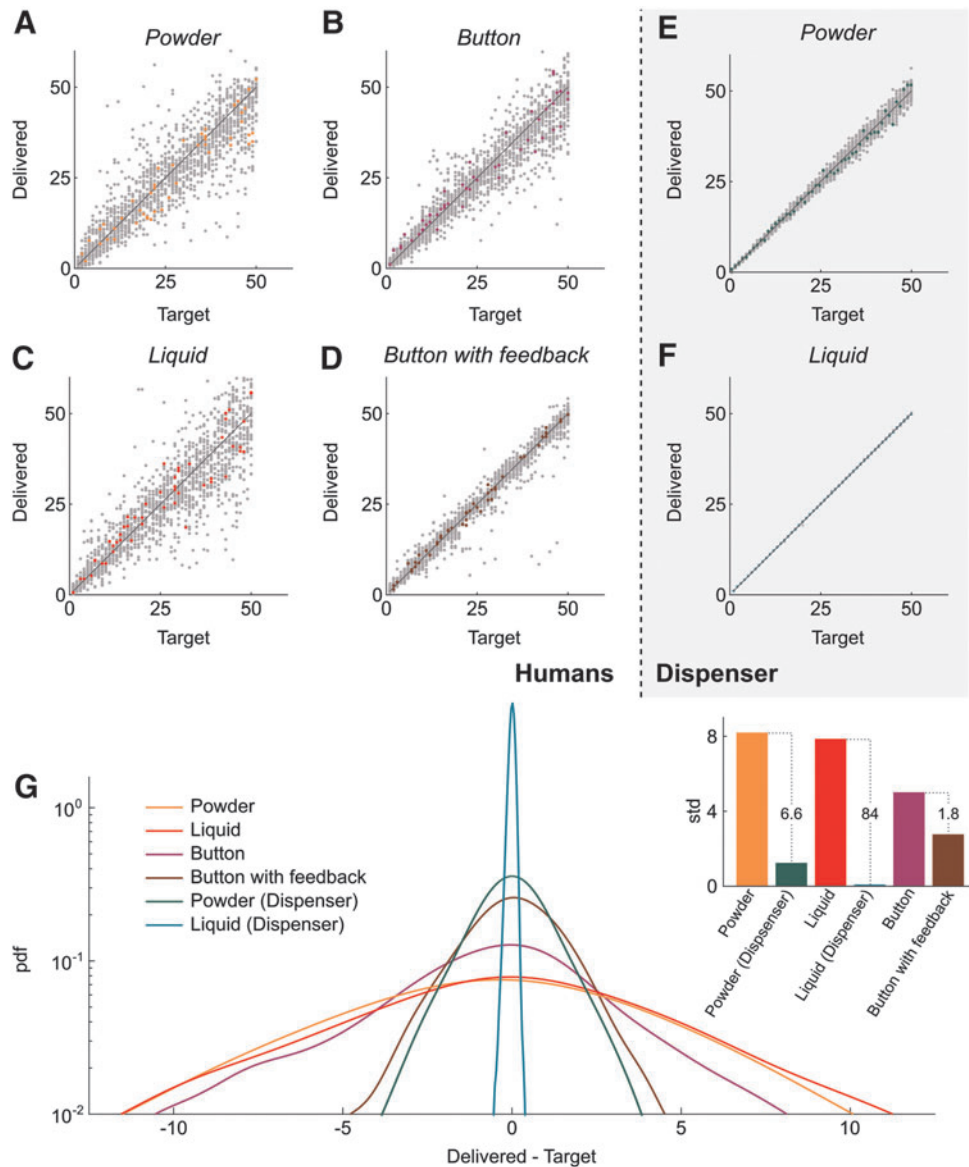 A
Powder
50
25
0
0
25
50
Delivered
Target
B
Button
50
25
0
0
25
50
Delivered
Target
E
Powder
50
25
0
0
25
50
Delivered
Target
C
Liquid
50
25
0
0
25
50
Delivered
Target
D
Button with feedback
50
25
0
0
25
50
Delivered
Target
F
Liquid
50
25
0
0
25
50
Delivered
Target
Humans
Dispenser
G
10^0
10^-1
10^-2
pdf
Powder
Liquid
Button
Button with feedback
Powder (Dispenser)
Liquid (Dispenser)
-10
-5
0
5
10
Delivered - Target
8
4
0
std
6.6
84
1.8
Powder
Powder (Dispsenser)
Liquid
Liquid (Dispenser)
Button
Button with feedback